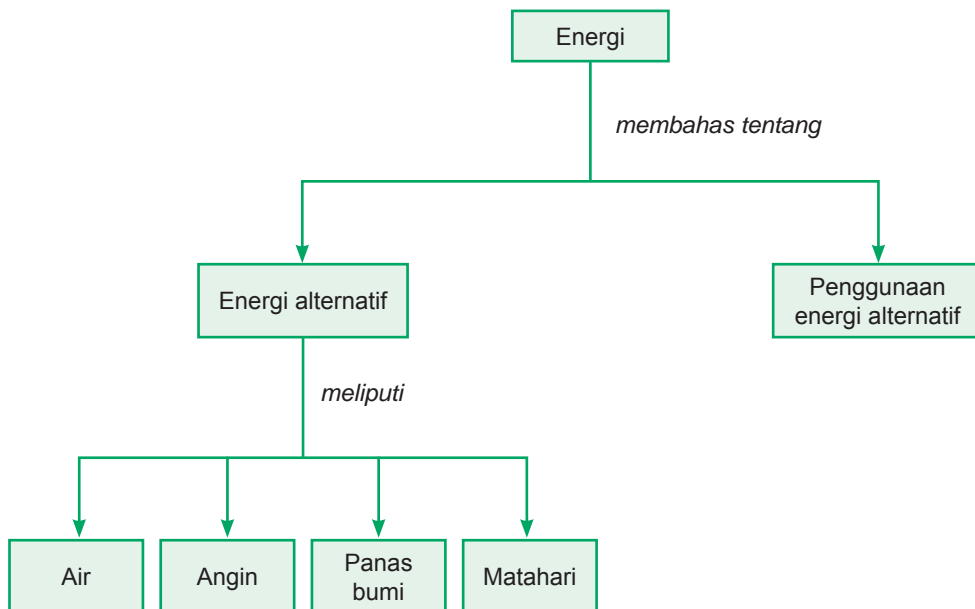 Energi
membahas tentang
Energi alternatif
Penggunaan
energi alternatif
meliputi
Air
Angin
Panas
bumi
Matahari